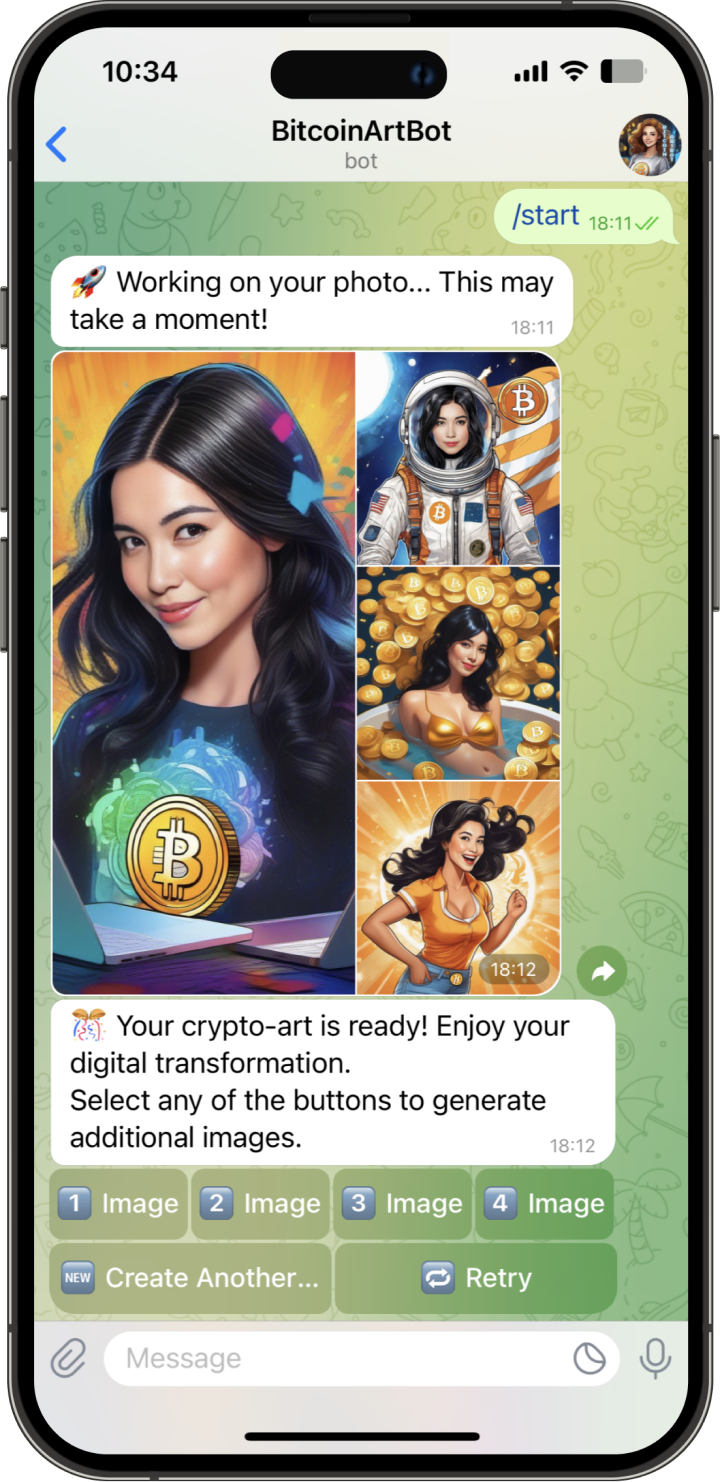 10:34
BitcoinArtBot
bot
/start 18:11
🚀 Working on your photo... This may
take a moment!
18:11
18:12
🎊 Your crypto-art is ready! Enjoy your
digital transformation.
Select any of the buttons to generate
additional images.
18:12
1 Image 2 Image 3 Image 4 Image
NEW Create Another... Retry
Message